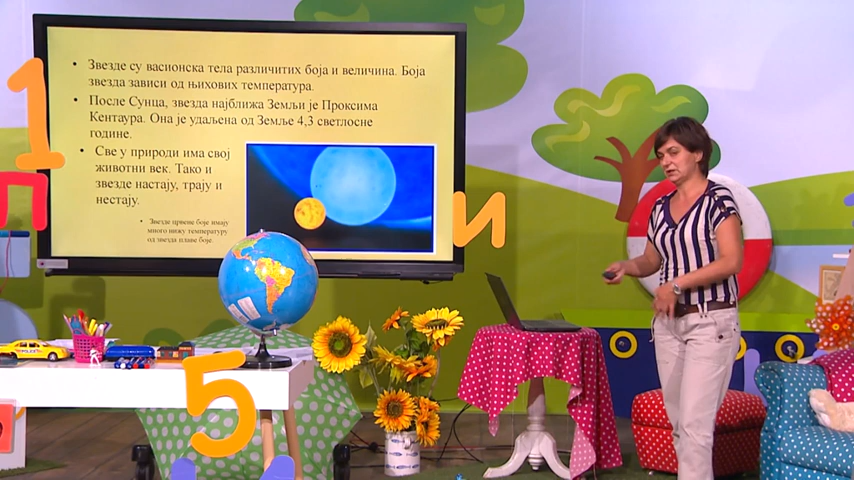 • Звезде су васионска тела различитих боја и величина. Боја
звезда зависи од њихових температура.
• После Сунца, звезда најближа Земљи је Проксима
Кентаура. Она је удаљена од Земље 4,3 светлосне
године.
• Све у природи има свој
животни век. Тако и
звезде настају, трају и
нестају.
• Звезде црвене боје имају
много нижу температуру
од звезда плаве боје.
1
П
и
5